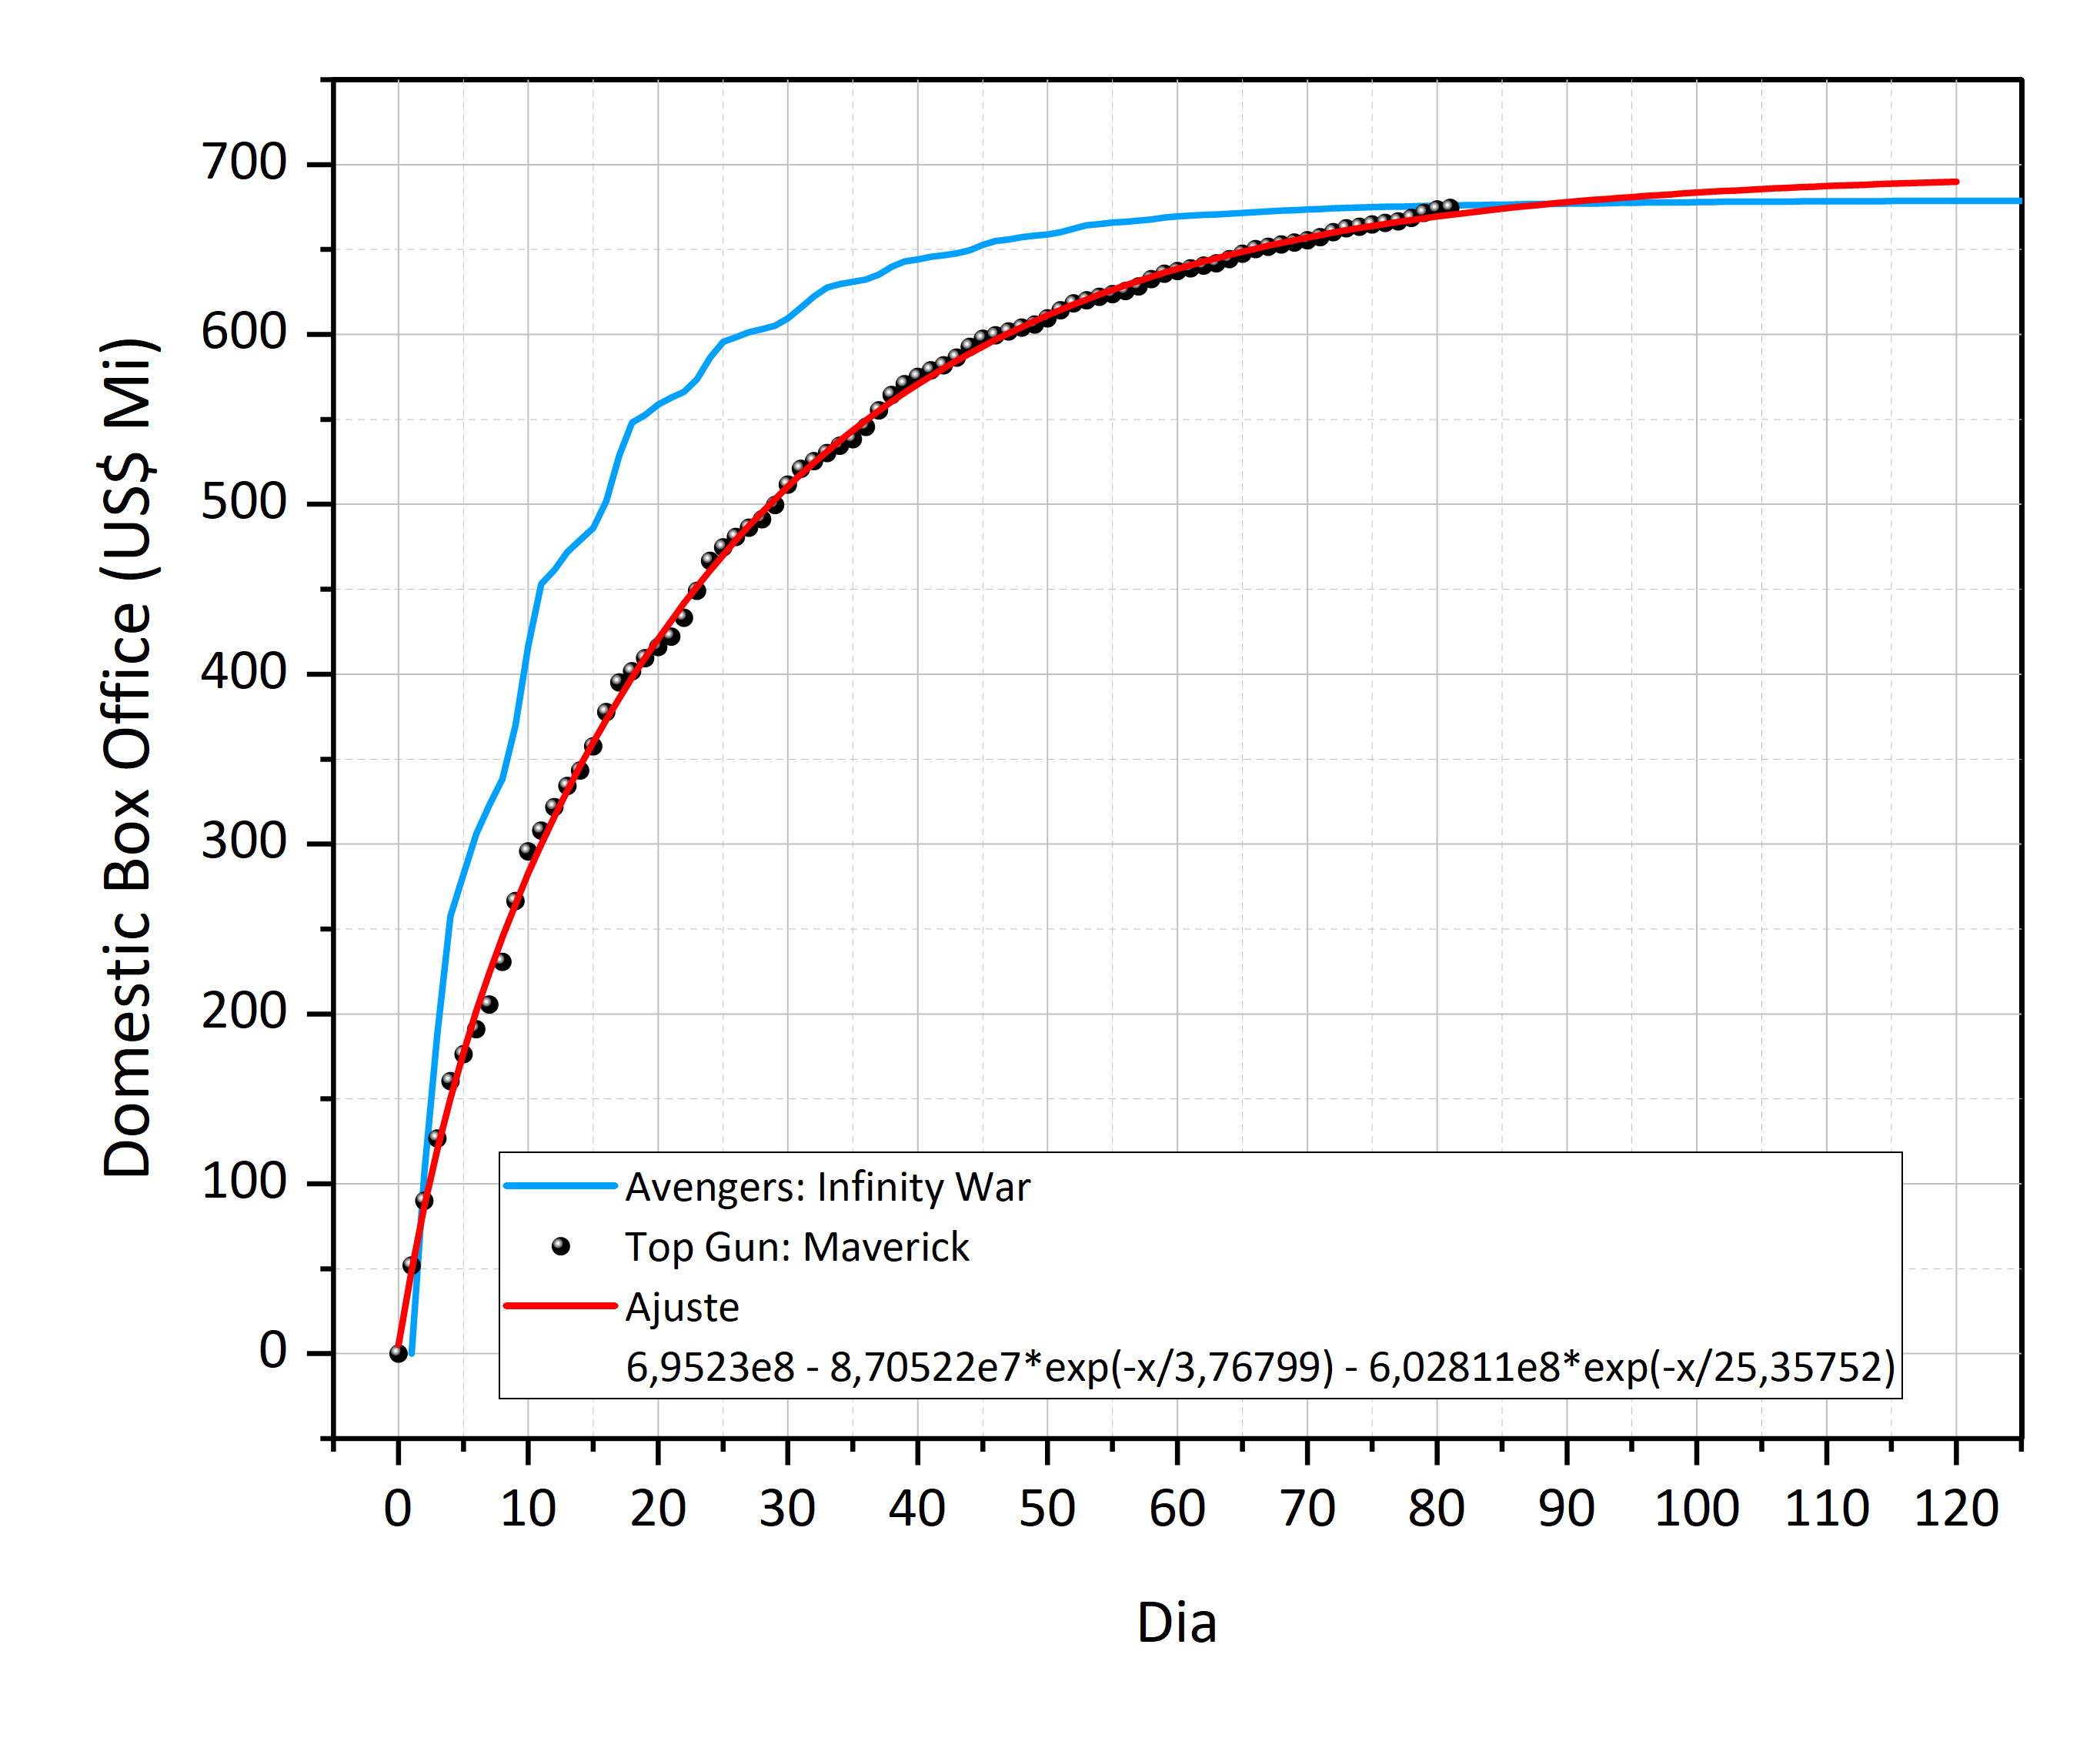 Domestic Box Office (US$ Mi)
700
600
500
400
300
200
100
0
Avengers: Infinity War
Top Gun: Maverick
Ajuste
6,9523e8 - 8,70522e7*exp(-x/3,76799) - 6,02811e8*exp(-x/25,35752)
0 10 20 30 40 50 60 70 80 90 100 110 120
Dia